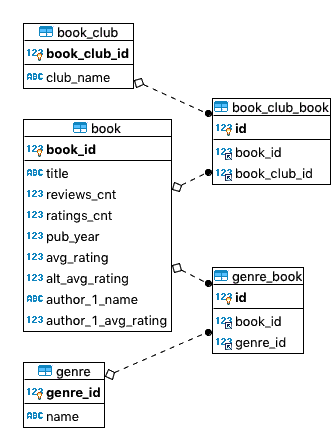 book_club
123 book_club_id
ABC club_name
book_club_book
123 id
123 book_id
123 book_club_id
book
123 book_id
ABC title
123 reviews_cnt
123 ratings_cnt
123 pub_year
123 avg_rating
123 alt_avg_rating
ABC author_1_name
123 author_1_avg_rating
genre_book
123 id
123 book_id
123 genre_id
genre
123 genre_id
ABC name